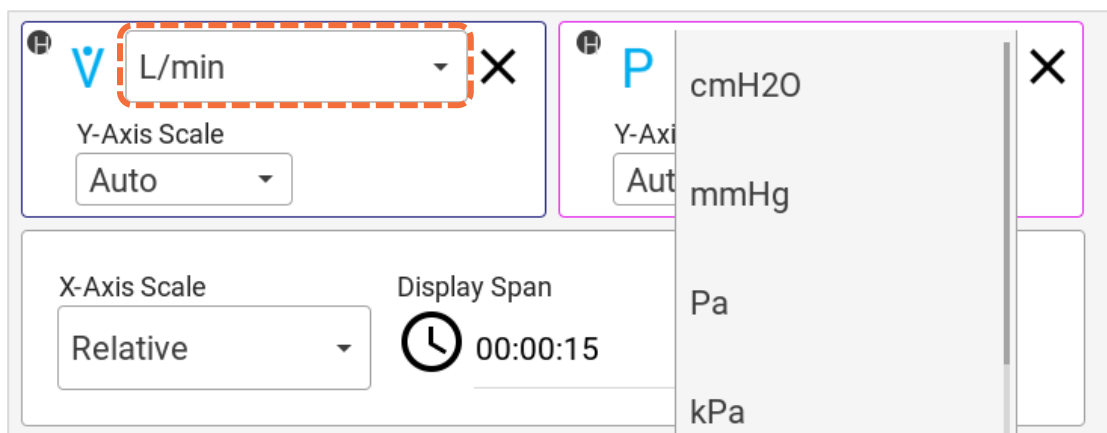 H V̇ L/min
H P
cmH2O
Y-Axis Scale
Y-Axi
Auto
Aut
mmHg
X-Axis Scale
Display Span
Pa
Relative
00:00:15
kPa